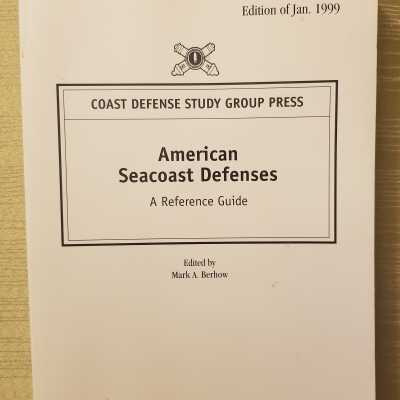 Edition of Jan. 1999
COAST DEFENSE STUDY GROUP PRESS
American
Seacoast Defenses
A Reference Guide
Edited by
Mark A. Berhow